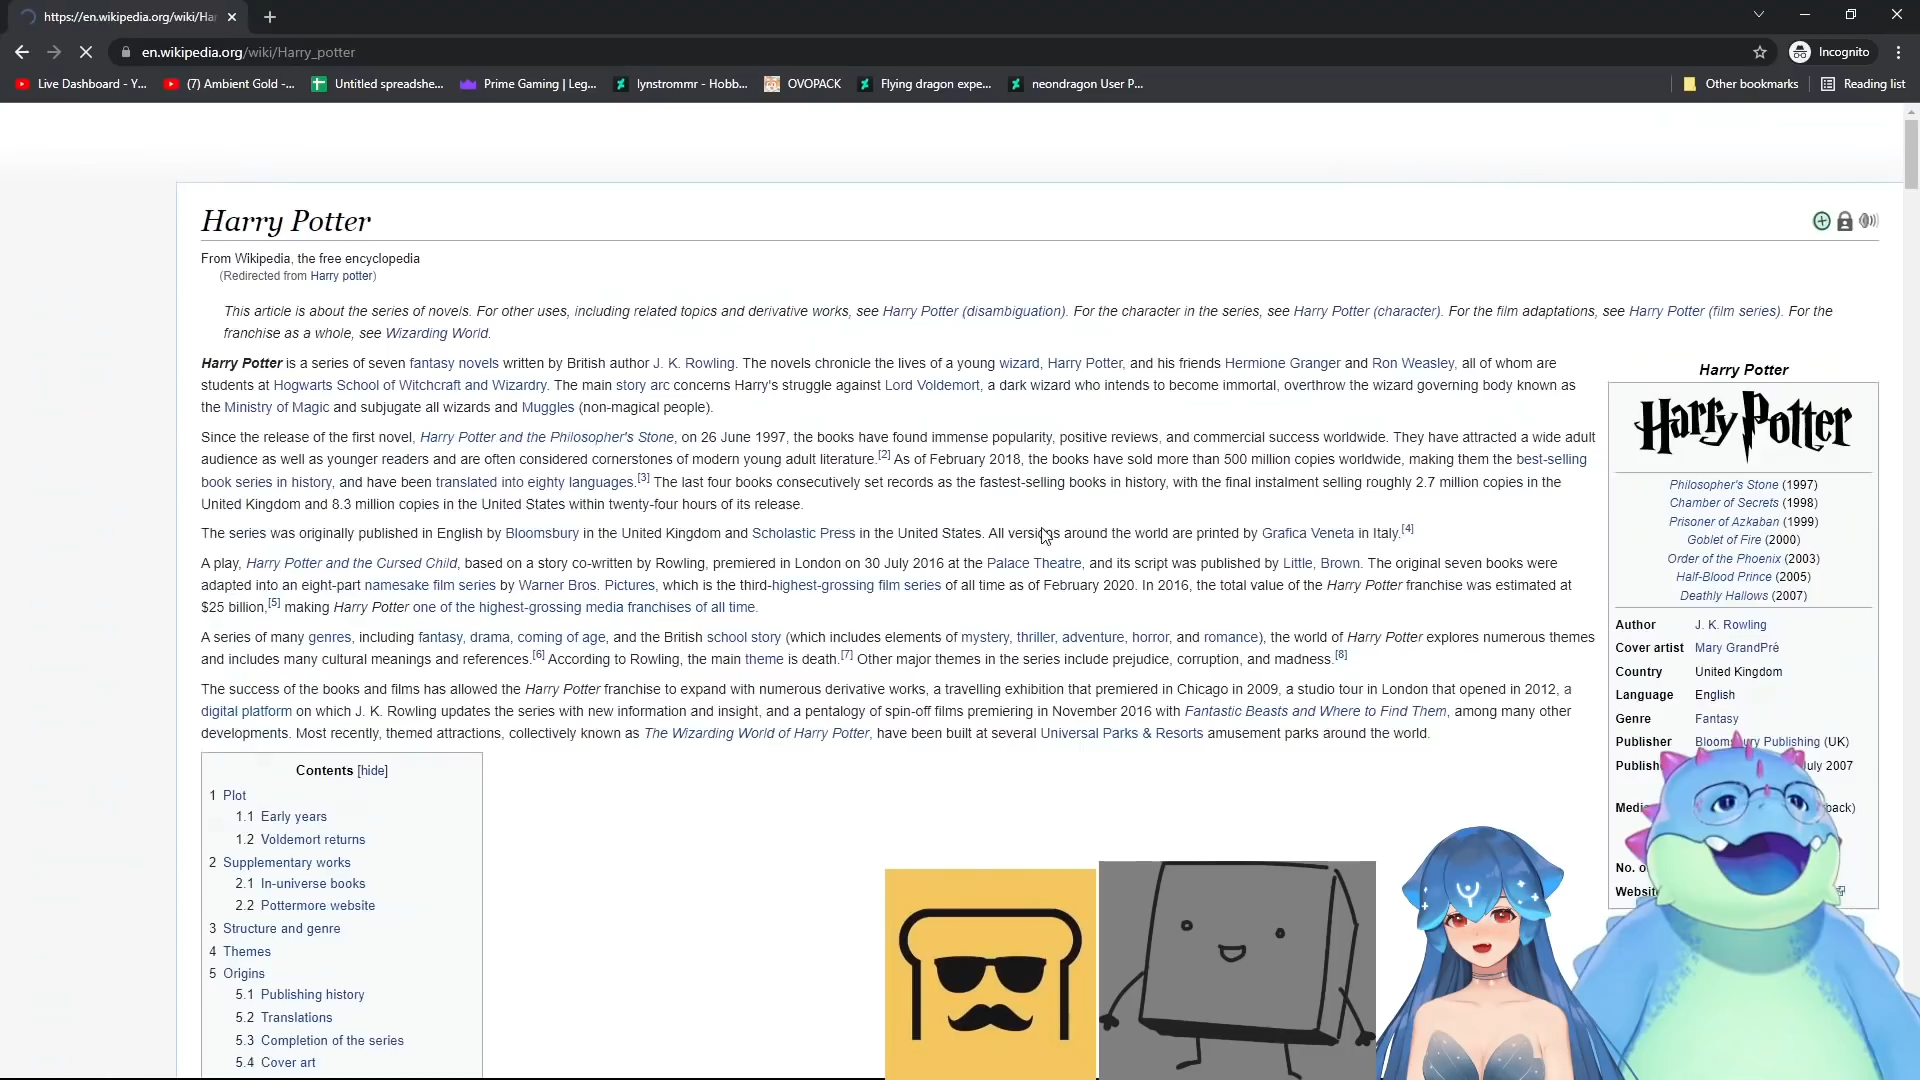 https://en.wikipedia.org/wiki/Ha
en.wikipedia.org/wiki/Harry_potter
Incognito
Live Dashboard - Y...
(7) Ambient Gold -...
Untitled spreadshe...
Prime Gaming | Leg...
lynstrommr - Hobb...
OVOPACK
Flying dragon expe...
neondragon User P...
Other bookmarks
Reading list
Harry Potter
From Wikipedia, the free encyclopedia
(Redirected from Harry potter)
This article is about the series of novels. For other uses, including related topics and derivative works, see Harry Potter (disambiguation). For the character in the series, see Harry Potter (character). For the film adaptations, see Harry Potter (film series). For the
franchise as a whole, see Wizarding World.
Harry Potter is a series of seven fantasy novels written by British author J. K. Rowling. The novels chronicle the lives of a young wizard, Harry Potter, and his friends Hermione Granger and Ron Weasley, all of whom are
students at Hogwarts School of Witchcraft and Wizardry. The main story arc concerns Harry's struggle against Lord Voldemort, a dark wizard who intends to become immortal, overthrow the wizard governing body known as
the Ministry of Magic and subjugate all wizards and Muggles (non-magical people).
Since the release of the first novel, Harry Potter and the Philosopher's Stone, on 26 June 1997, the books have found immense popularity, positive reviews, and commercial success worldwide. They have attracted a wide adult
audience as well as younger readers and are often considered cornerstones of modern young adult literature.[2] As of February 2018, the books have sold more than 500 million copies worldwide, making them the best-selling
book series in history, and have been translated into eighty languages.[3] The last four books consecutively set records as the fastest-selling books in history, with the final instalment selling roughly 2.7 million copies in the
United Kingdom and 8.3 million copies in the United States within twenty-four hours of its release.
The series was originally published in English by Bloomsbury in the United Kingdom and Scholastic Press in the United States. All versions around the world are printed by Grafica Veneta in Italy.[4]
A play, Harry Potter and the Cursed Child, based on a story co-written by Rowling, premiered in London on 30 July 2016 at the Palace Theatre, and its script was published by Little, Brown. The original seven books were
adapted into an eight-part namesake film series by Warner Bros. Pictures, which is the third-highest-grossing film series of all time as of February 2020. In 2016, the total value of the Harry Potter franchise was estimated at
$25 billion,[5] making Harry Potter one of the highest-grossing media franchises of all time.
A series of many genres, including fantasy, drama, coming of age, and the British school story (which includes elements of mystery, thriller, adventure, horror, and romance), the world of Harry Potter explores numerous themes
and includes many cultural meanings and references.[6] According to Rowling, the main theme is death.[7] Other major themes in the series include prejudice, corruption, and madness.[8]
The success of the books and films has allowed the Harry Potter franchise to expand with numerous derivative works, a travelling exhibition that premiered in Chicago in 2009, a studio tour in London that opened in 2012, a
digital platform on which J. K. Rowling updates the series with new information and insight, and a pentalogy of spin-off films premiering in November 2016 with Fantastic Beasts and Where to Find Them, among many other
developments. Most recently, themed attractions, collectively known as The Wizarding World of Harry Potter, have been built at several Universal Parks & Resorts amusement parks around the world.
Contents [hide]
1 Plot
1.1 Early years
1.2 Voldemort returns
2 Supplementary works
2.1 In-universe books
2.2 Pottermore website
3 Structure and genre
4 Themes
5 Origins
5.1 Publishing history
5.2 Translations
5.3 Completion of the series
5.4 Cover art
Harry Potter
Harry Potter
Philosopher's Stone (1997)
Chamber of Secrets (1998)
Prisoner of Azkaban (1999)
Goblet of Fire (2000)
Order of the Phoenix (2003)
Half-Blood Prince (2005)
Deathly Hallows (2007)
Author J. K. Rowling
Cover artist Mary GrandPré
Country United Kingdom
Language English
Genre Fantasy
Publisher Publishing (UK)
2007